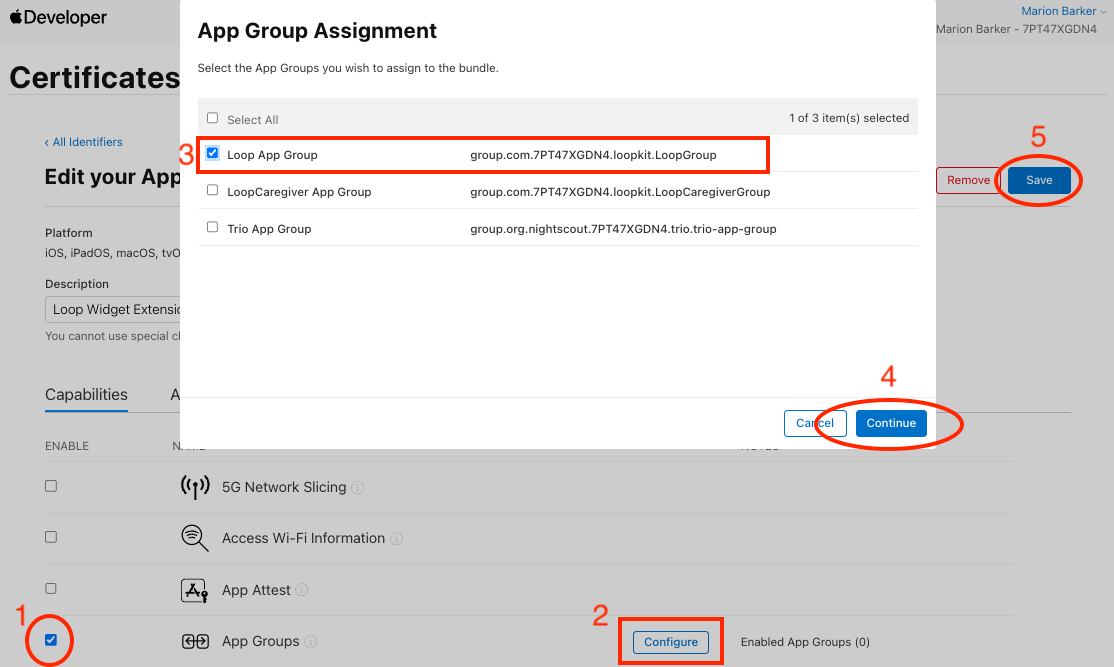 Developer
Marion Barker
Marion Barker - 7PT47XGDN4
App Group Assignment
Select the App Groups you wish to assign to the bundle.
Select All
1 of 3 item(s) selected
3
Loop App Group
group.com.7PT47XGDN4.loopkit.LoopGroup
LoopCaregiver App Group
group.com.7PT47XGDN4.loopkit.LoopCaregiverGroup
Trio App Group
group.org.nightscout.7PT47XGDN4.trio.trio-app-group
4
Cancel
Continue
Certificates
All Identifiers
Edit your App
5
Remove
Save
Platform
iOS, iPadOS, macOS, tvO
Description
Loop Widget Extensio
You cannot use special c
Capabilities
A
ENABLE
NAME
NOTES
5G Network Slicing
Access Wi-Fi Information
App Attest
1
App Groups
2
Configure
Enabled App Groups (0)